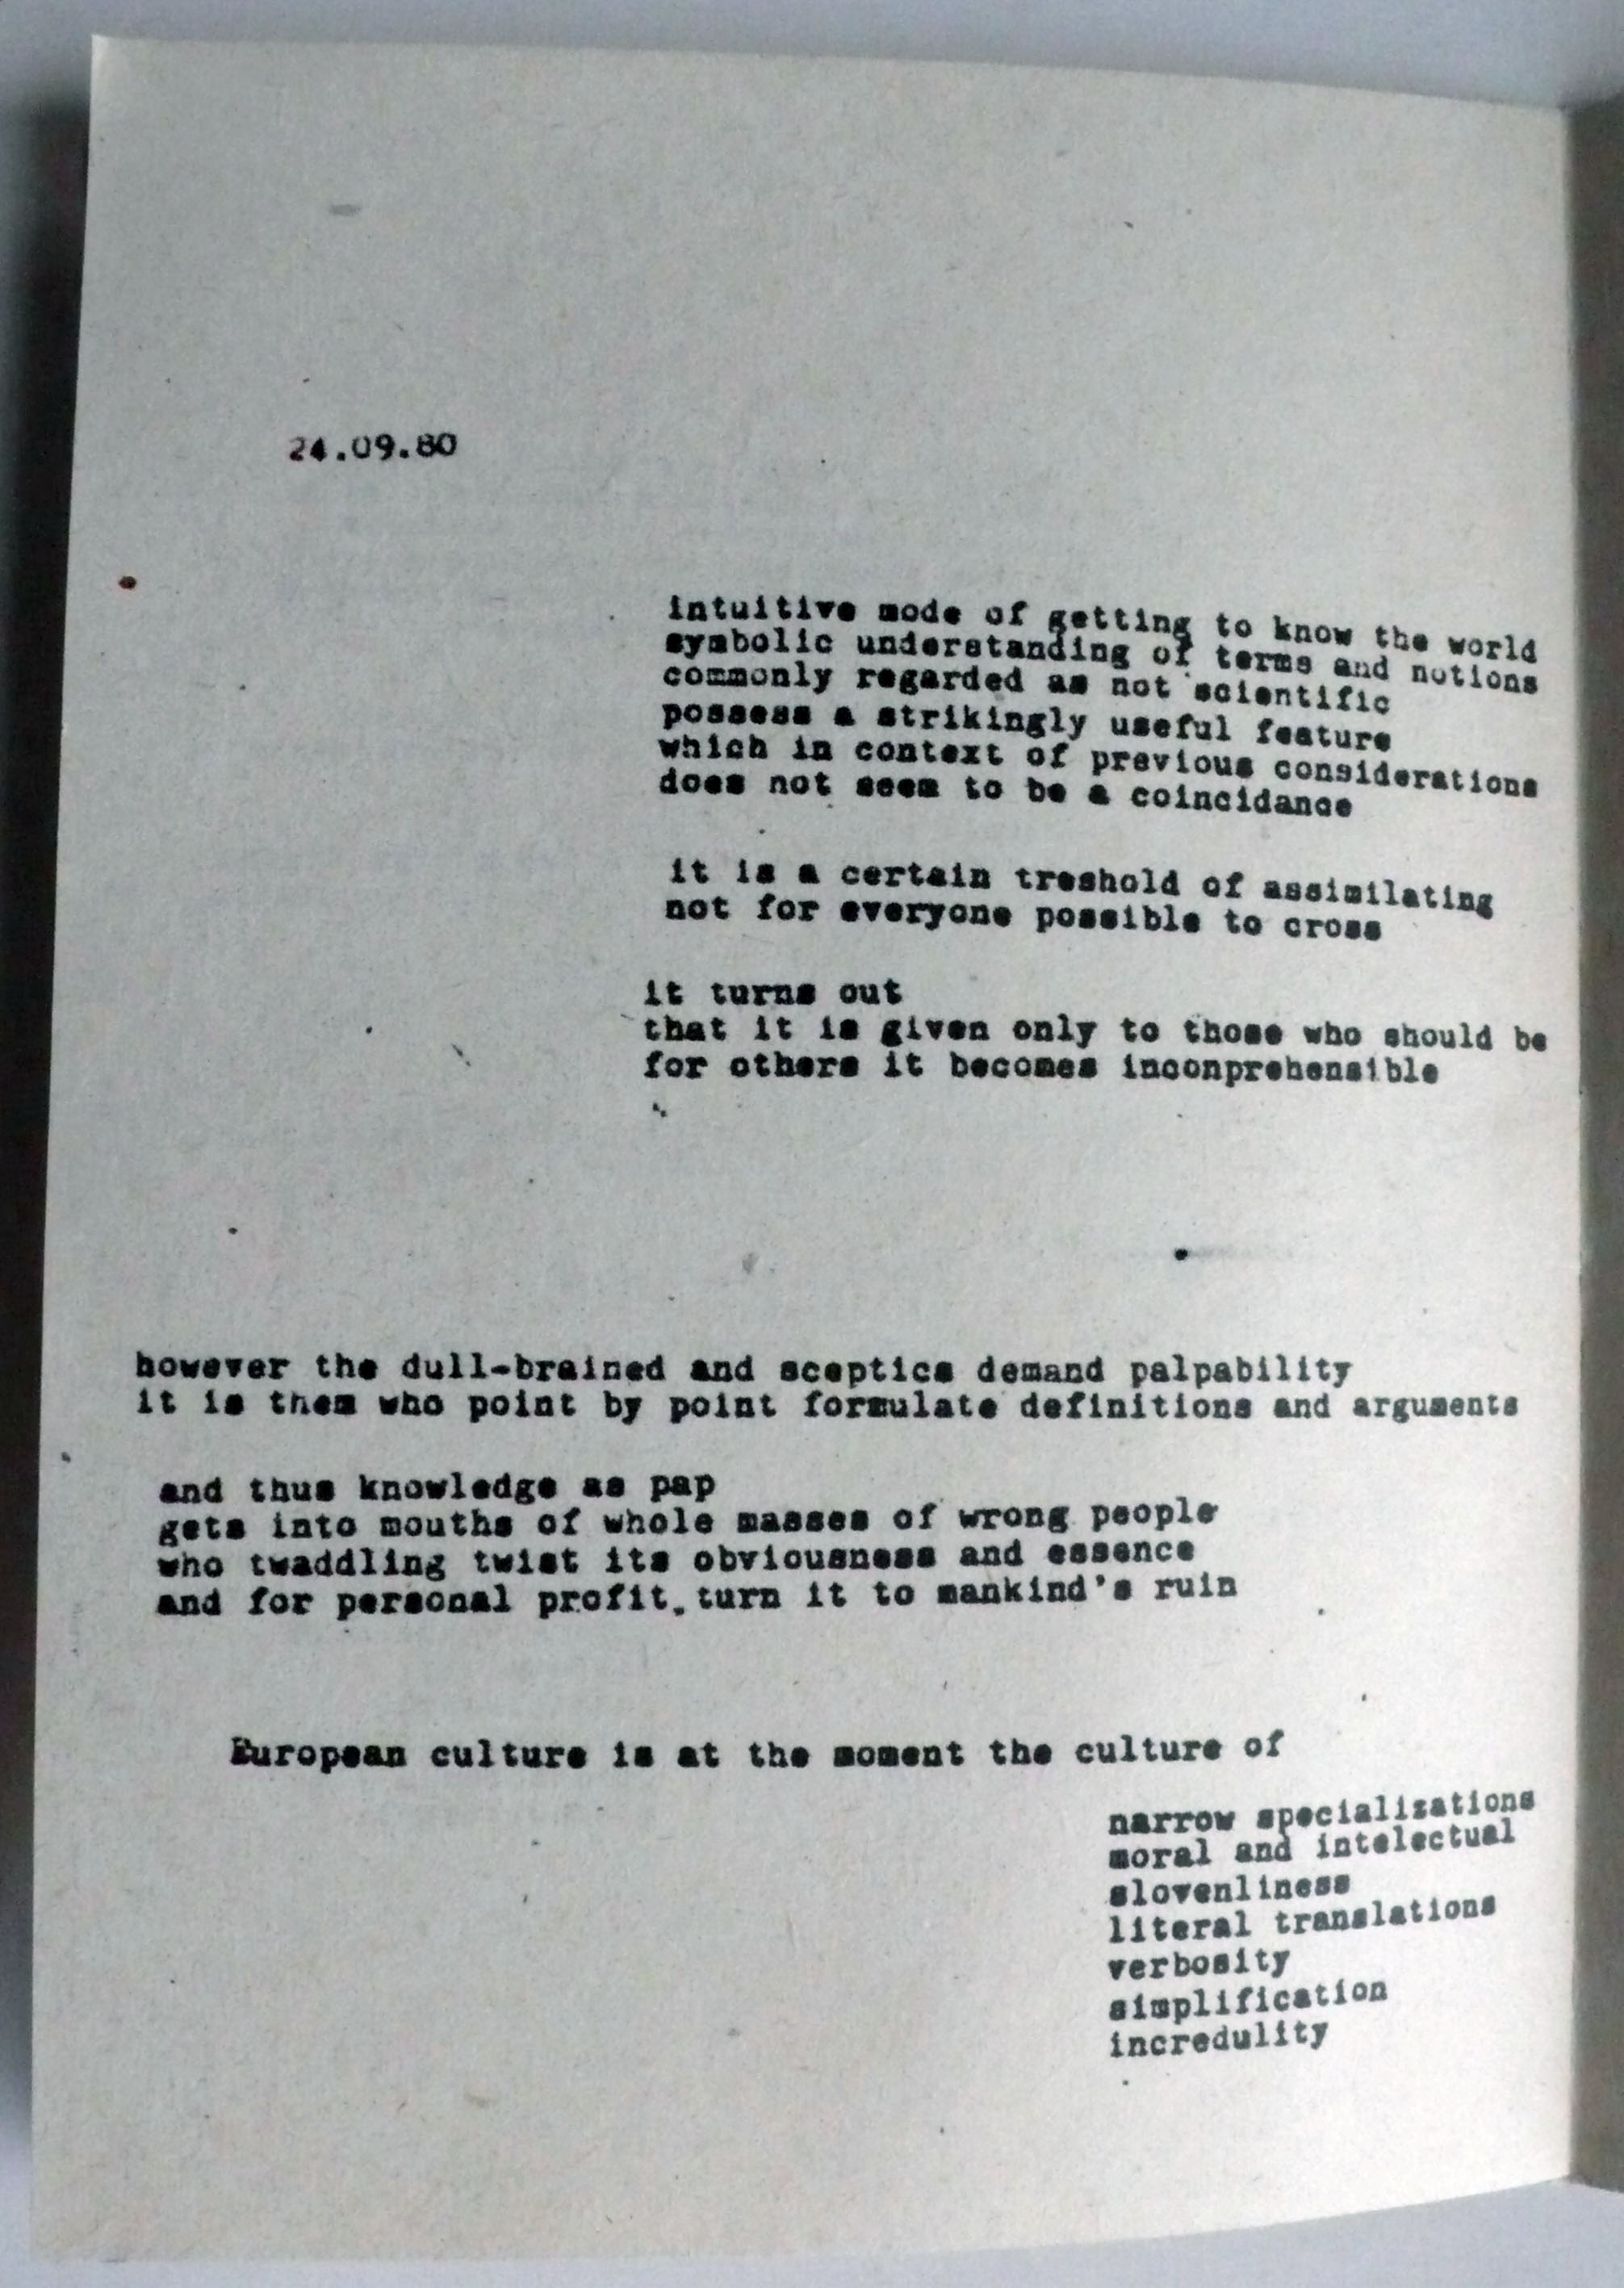 24.09.80
intuitive mode of getting to know the world
symbolic understanding of terms and notions
commonly regarded as not scientific
possess a strikingly useful feature
which in context of previous considerations
does not seem to be a coincidance
it is a certain treshold of assimilating
not for everyone possible to cross
it turns out
that it is given only to those who should be
for others it becomes inconprehensible
however the dull-brained and sceptics demand palpability
it is them who point by point formulate definitions and arguments
and thus knowledge as pap
gets into mouths of whole masses of wrong people
who twaddling twist its obviousness and essence
and for personal profit turn it to mankind's ruin
European culture is at the moment the culture of
narrow specializations
moral and intelectual
slovenliness
literal translations
verbosity
simplification
incredulity